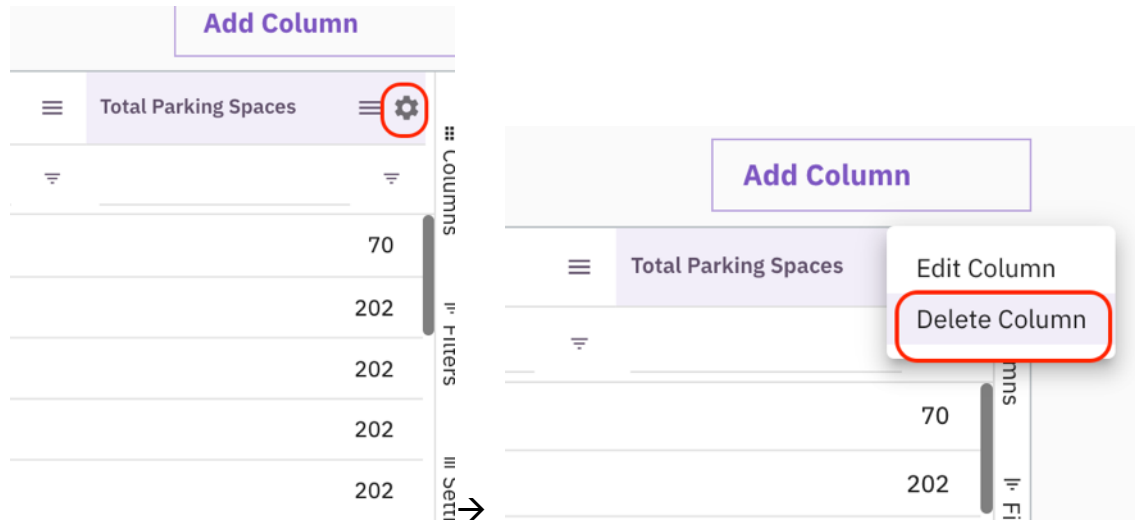 Add Column
Total Parking Spaces
Columns
70
202
Filters
202
202
202
→
Add Column
Total Parking Spaces
Edit Column
Delete Column
70
202